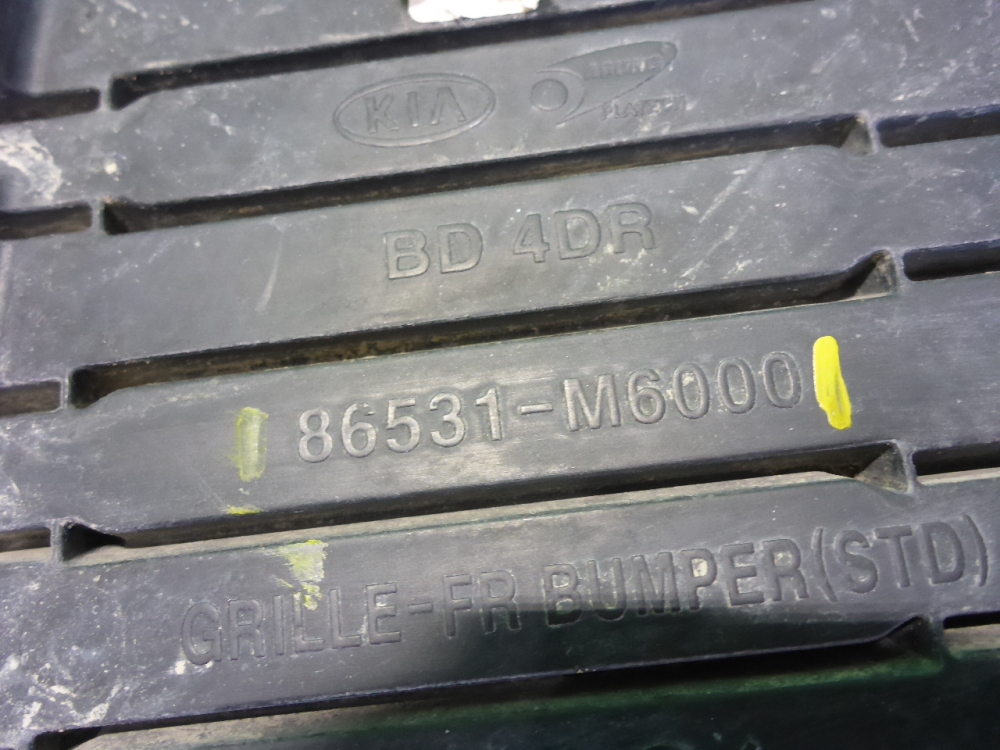 KIA
BD 4DR
86531-M6000
GRILLE-FR BUMPER(STD)